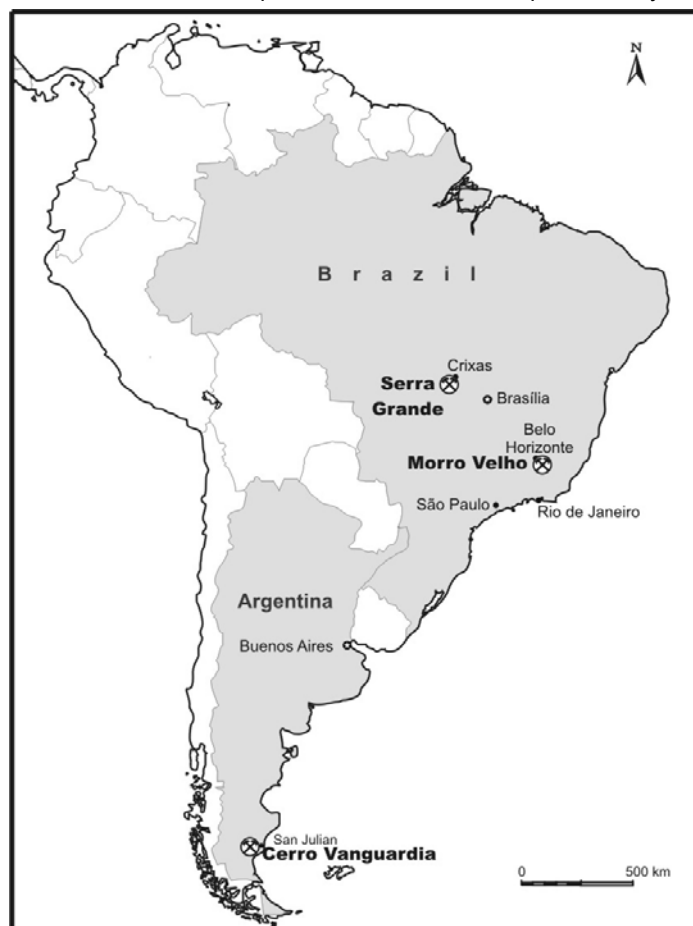 N
B r a z i l
Crixas
Serra
Grande
Brasília
Belo
Horizonte
Morro Velho
São Paulo
Rio de Janeiro
Argentina
Buenos Aires
San Julian
Cerro Vanguardia
0 500 km